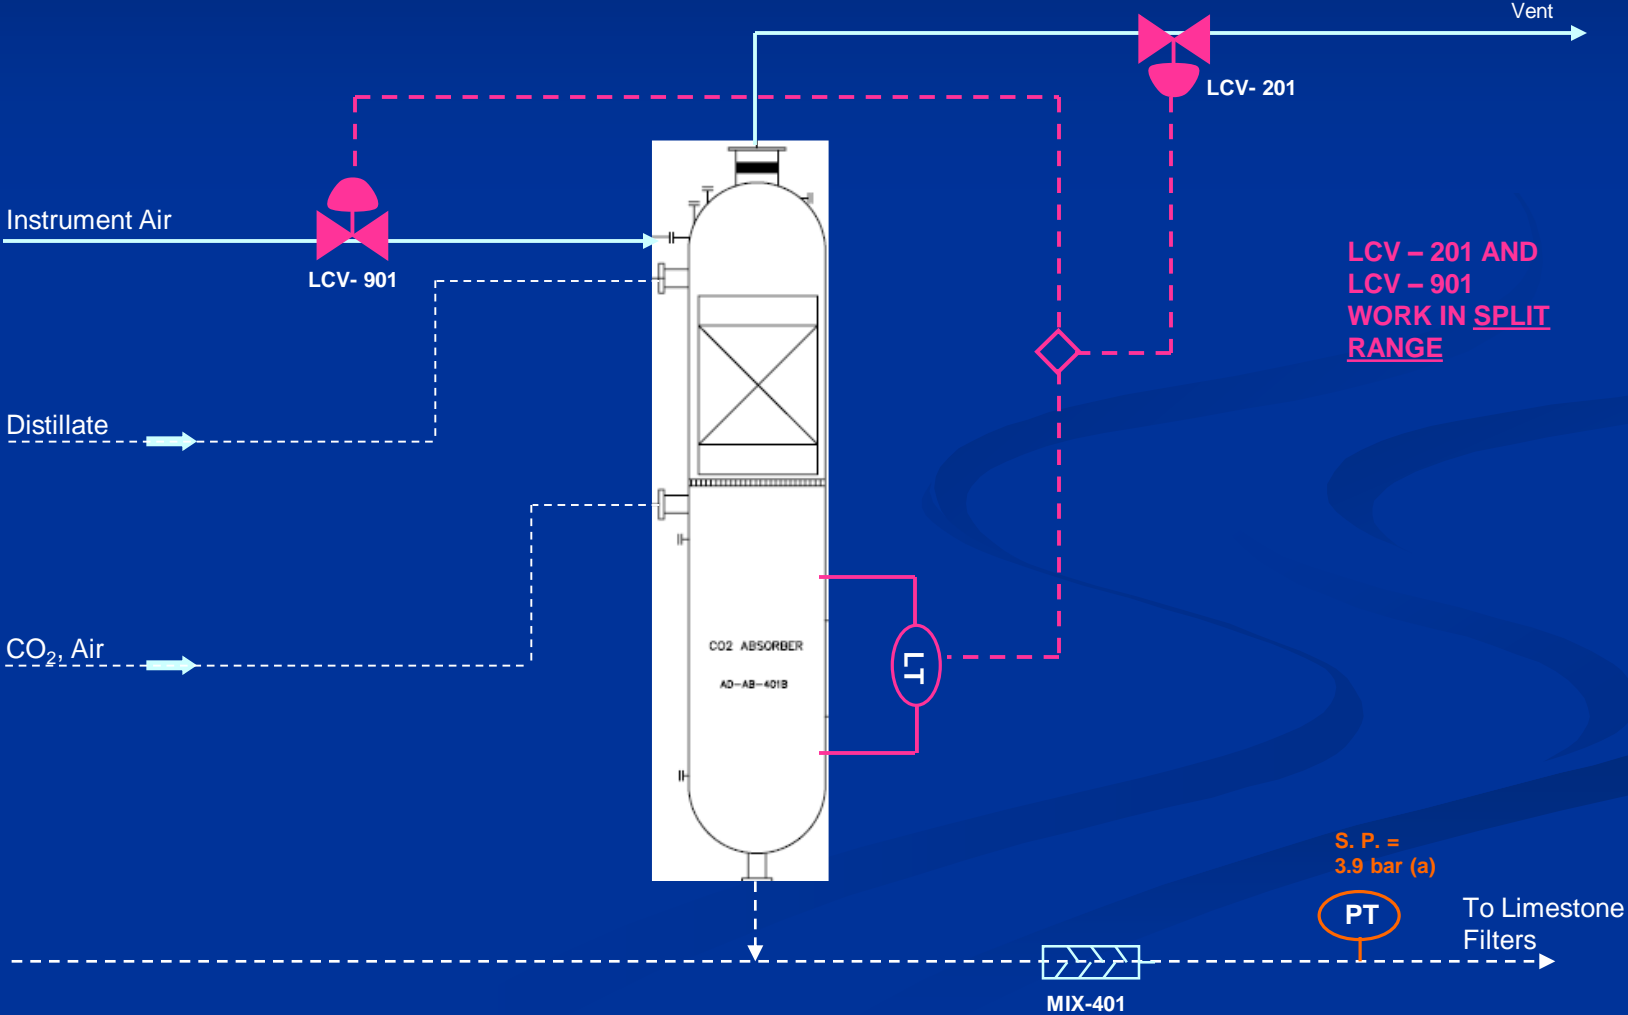 Vent
LCV- 201
Instrument Air
LCV- 901
LCV – 201 AND
LCV – 901
WORK IN SPLIT
RANGE
Distillate
CO₂, Air
CO2 ABSORBER
AD-AB-401B
LT
S. P. =
3.9 bar (a)
PT
To Limestone
Filters
MIX-401